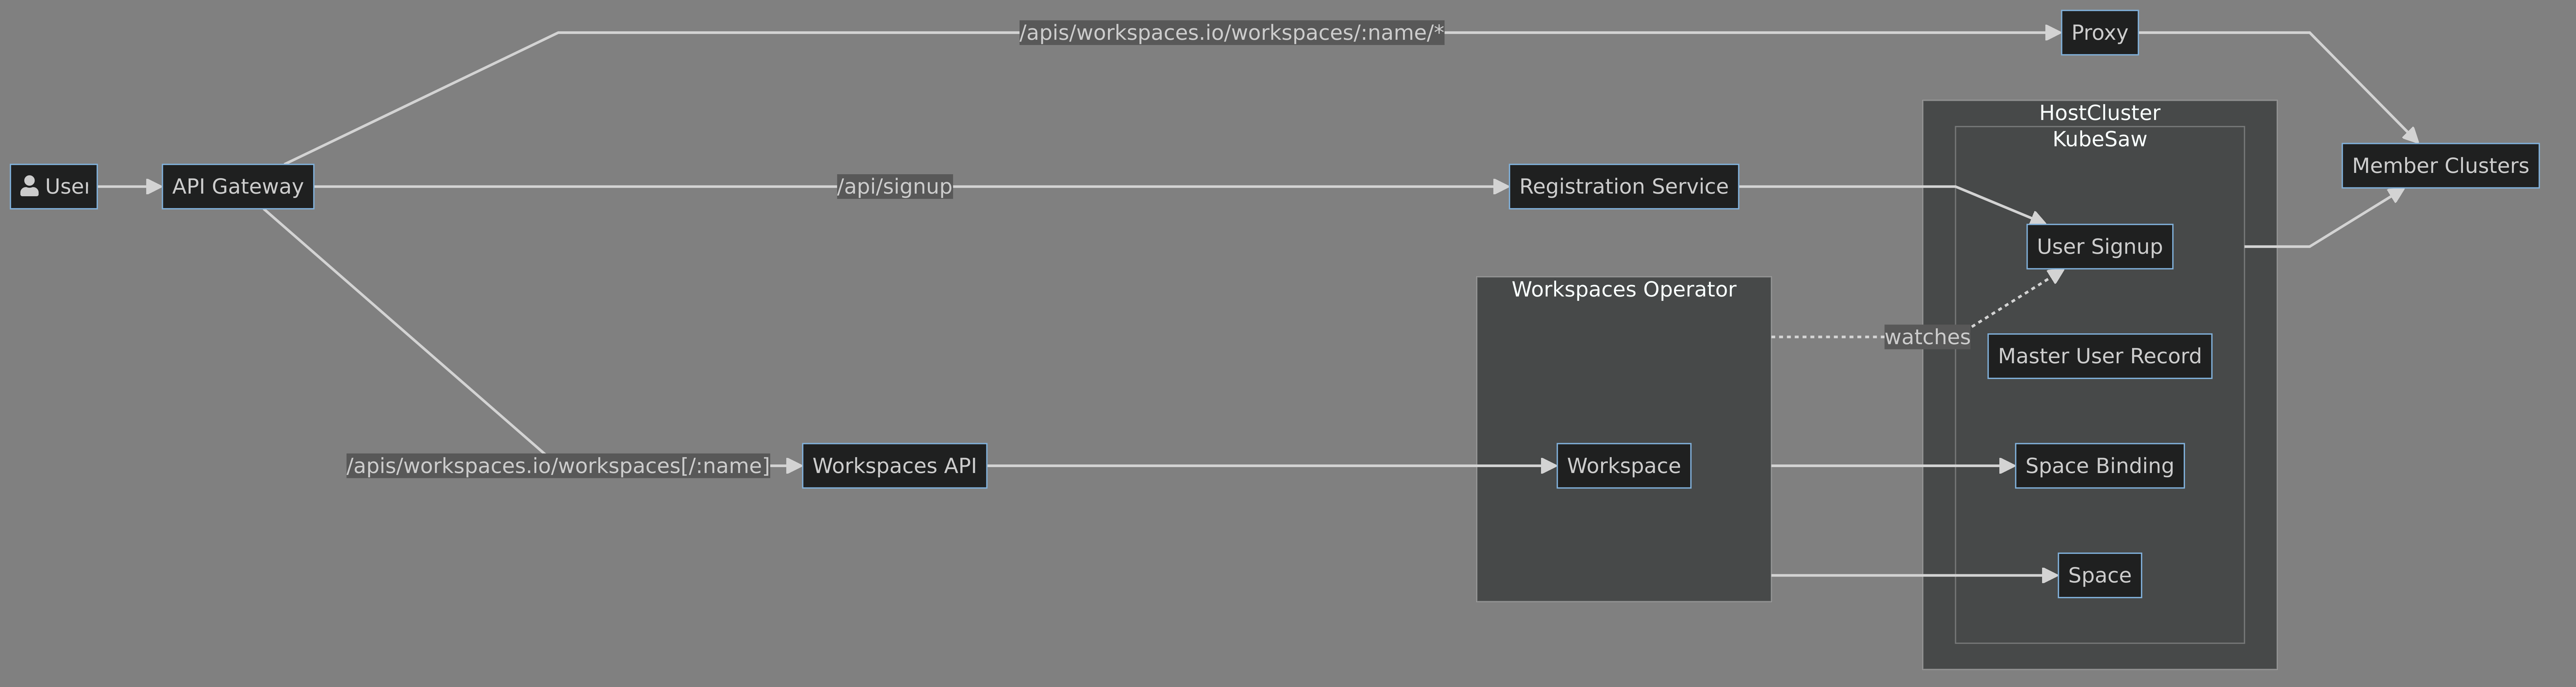 /apis/workspaces.io/workspaces/:name/*
Proxy
HostCluster
KubeSaw
User
API Gateway
/api/signup
Registration Service
Member Clusters
User Signup
Workspaces Operator
watches
Master User Record
/apis/workspaces.io/workspaces[/:name]
Workspaces API
Workspace
Space Binding
Space